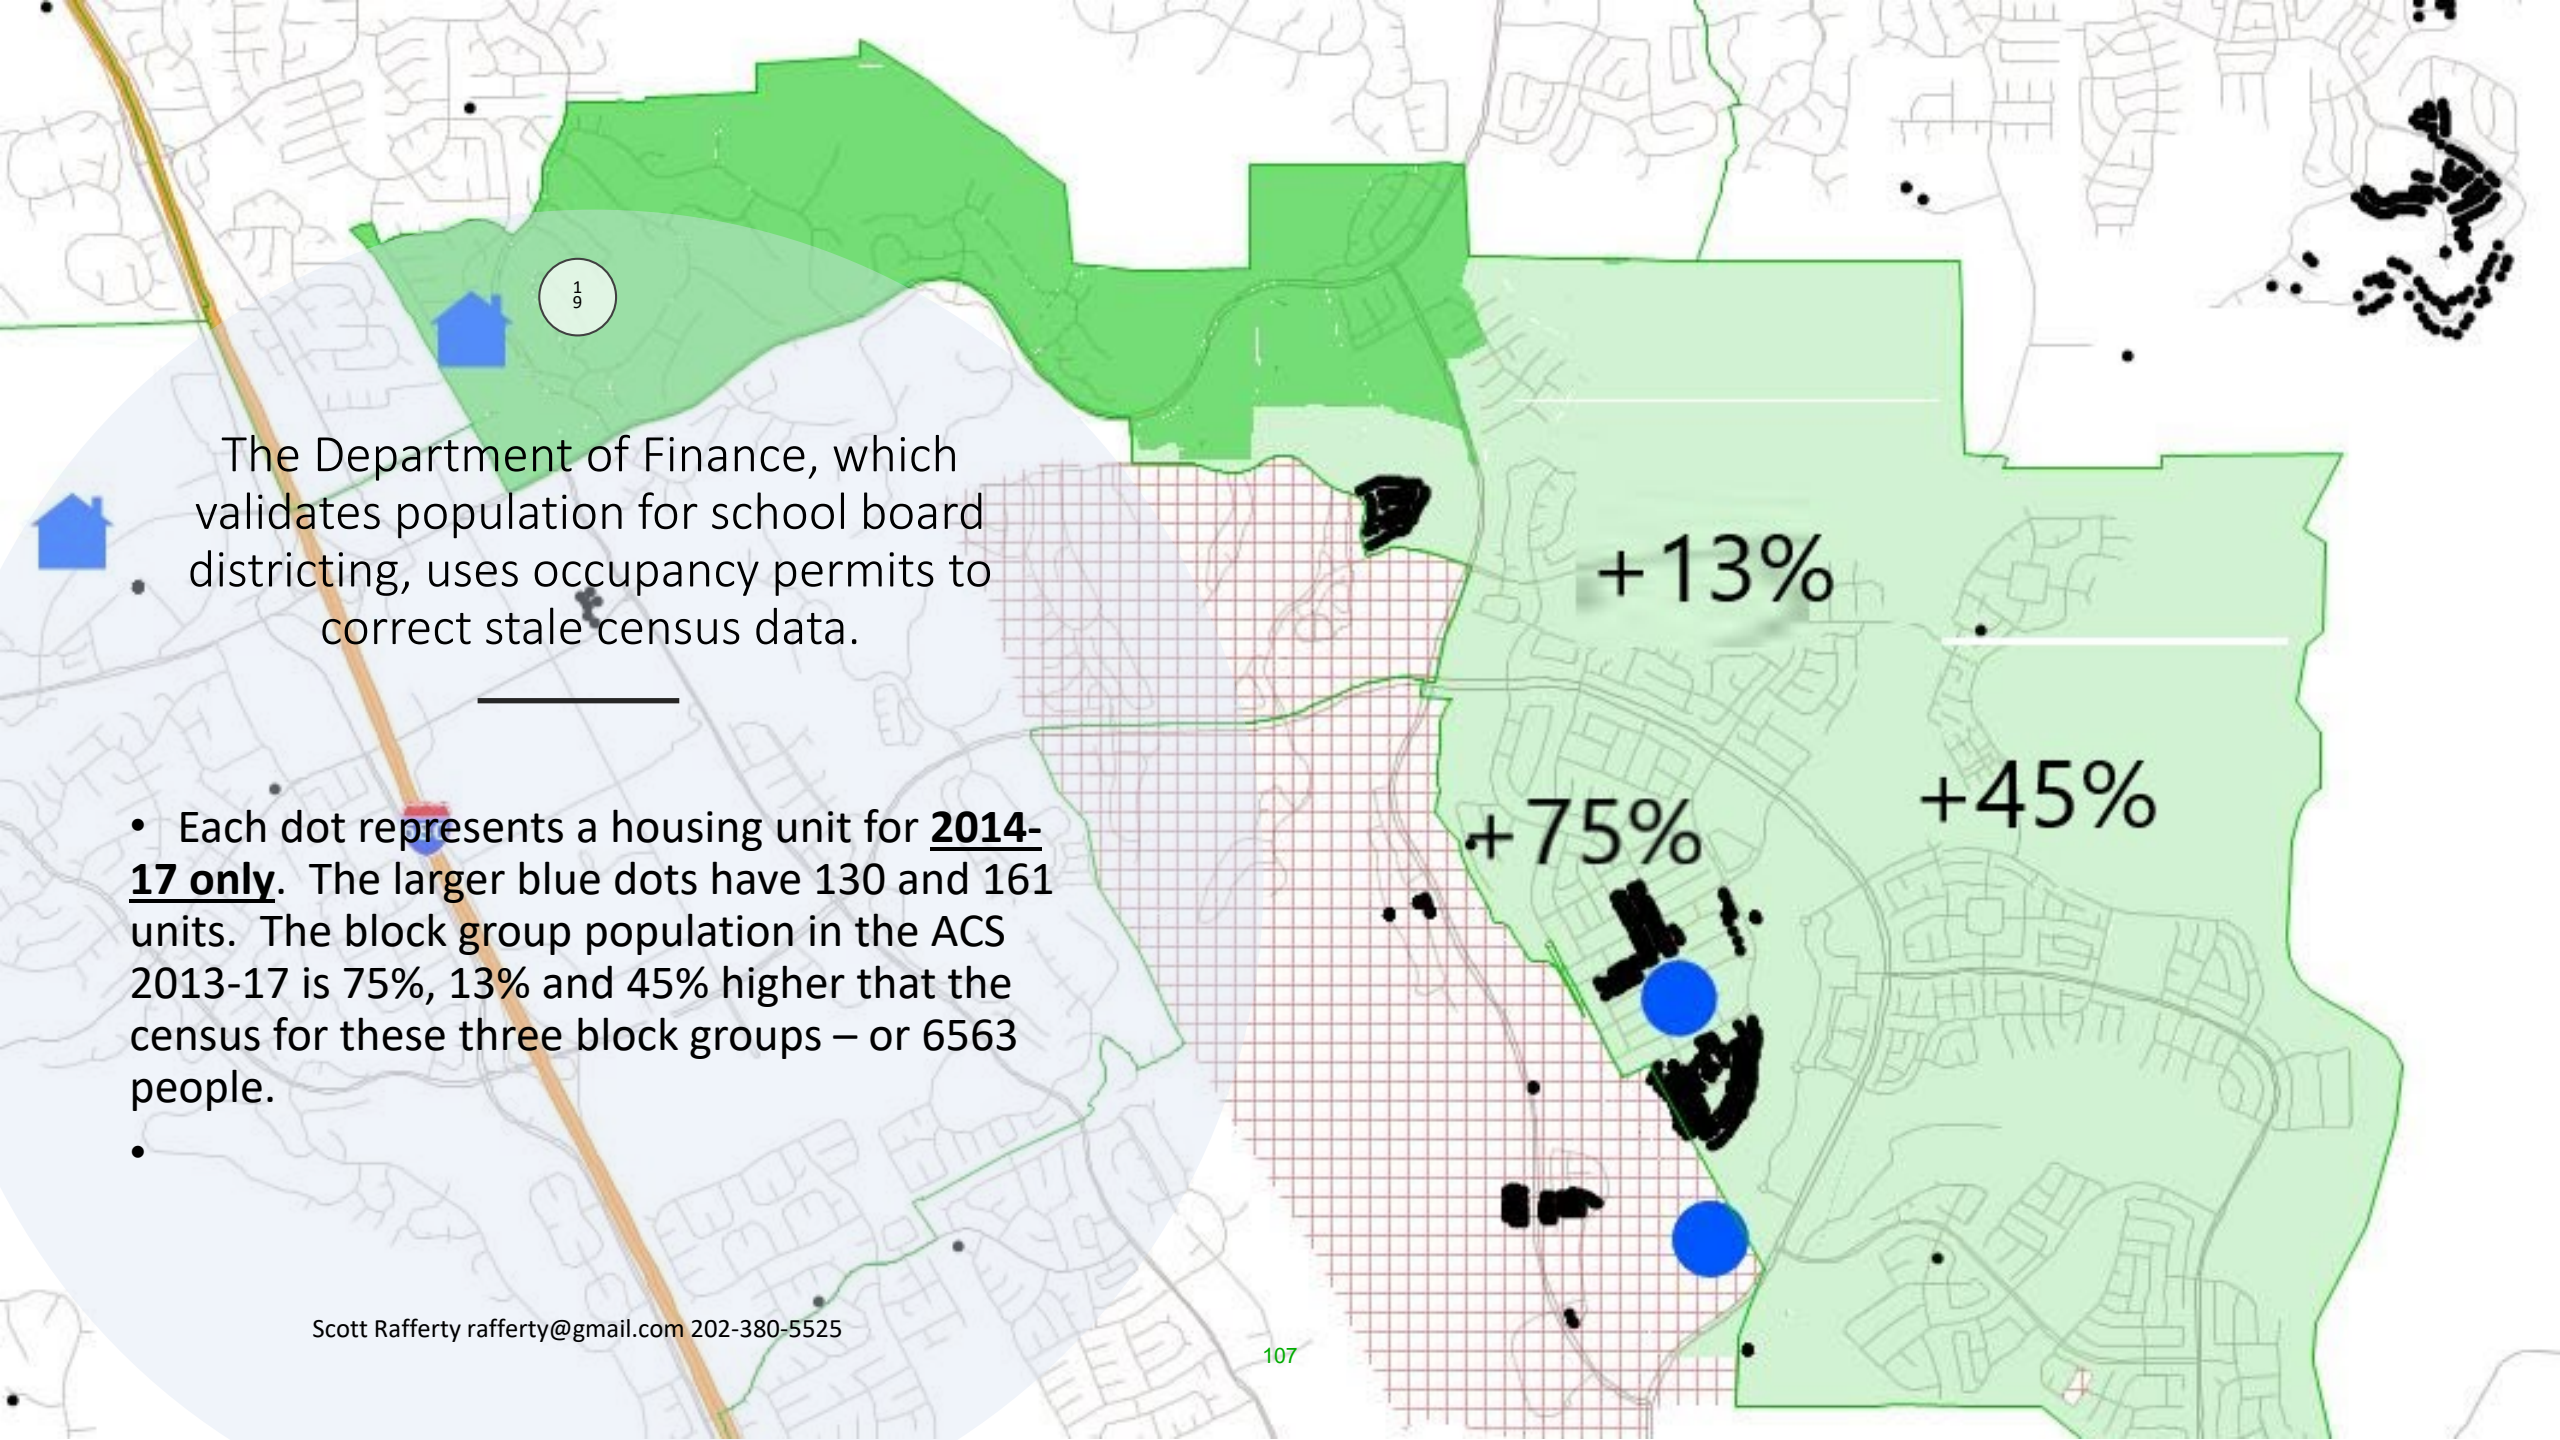 1
9
The Department of Finance, which
validates population for school board
districting, uses occupancy permits to
correct stale census data.
+13%
+75%
+45%
• Each dot represents a housing unit for 2014-
17 only. The larger blue dots have 130 and 161
units. The block group population in the ACS
2013-17 is 75%, 13% and 45% higher that the
census for these three block groups – or 6563
people.
•
Scott Rafferty rafferty@gmail.com 202-380-5525
107